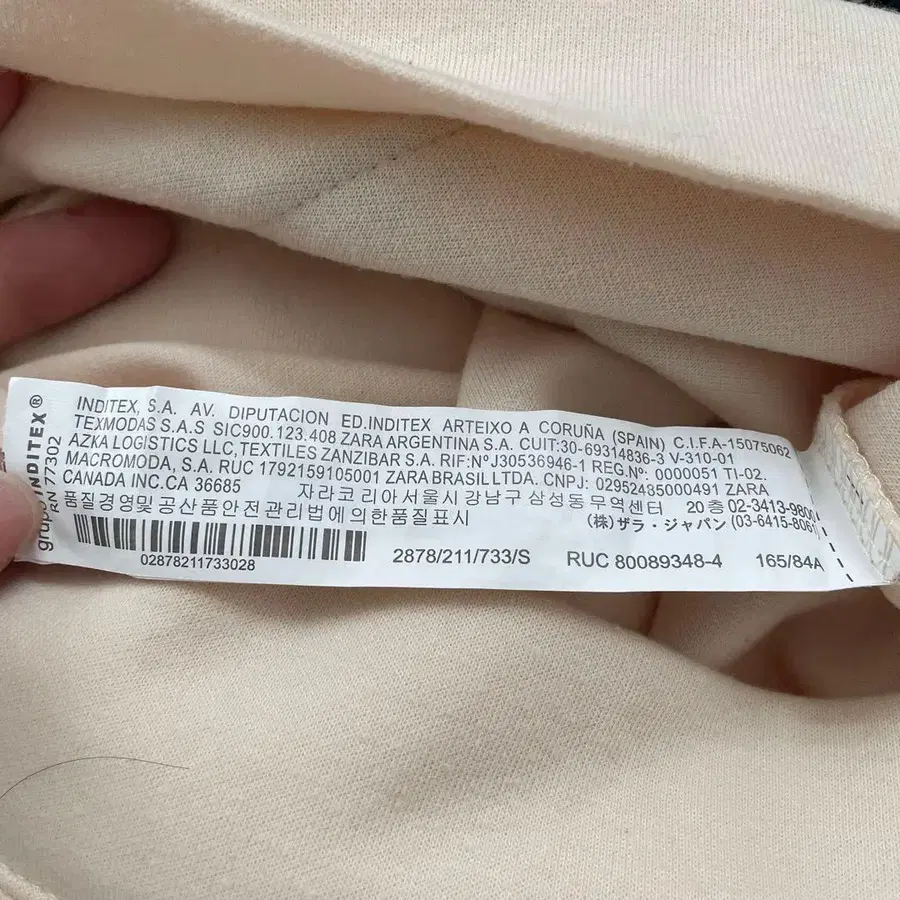 grupo INDITEX ®
RN 77302
INDITEX, S.A. AV. DIPUTACION ED.INDITEX ARTEIXO A CORUÑA (SPAIN) C.I.F.A-15075062
TEXMODAS S.A.S SIC900.123.408 ZARA ARGENTINA S.A. CUIT:30-69314836-3 V-310-01
AZKA LOGISTICS LLC,TEXTILES ZANZIBAR S.A. RIF:NºJ30536946-1 REG.Nº: 0000051 TI-02.
MACROMODA, S.A. RUC 1792159105001 ZARA BRASIL LTDA. CNPJ: 02952485000491 ZARA
CANADA INC.CA 36685 자라코리아서울시 강남구 삼성동무역센터 20층 02-3413-9800
품질경영및 공산품안전관리법에의한품질표시 (株) ザラ・ジャパン (03-6415-8061)
02878211733028 2878/211/733/S RUC 80089348-4 165/84A